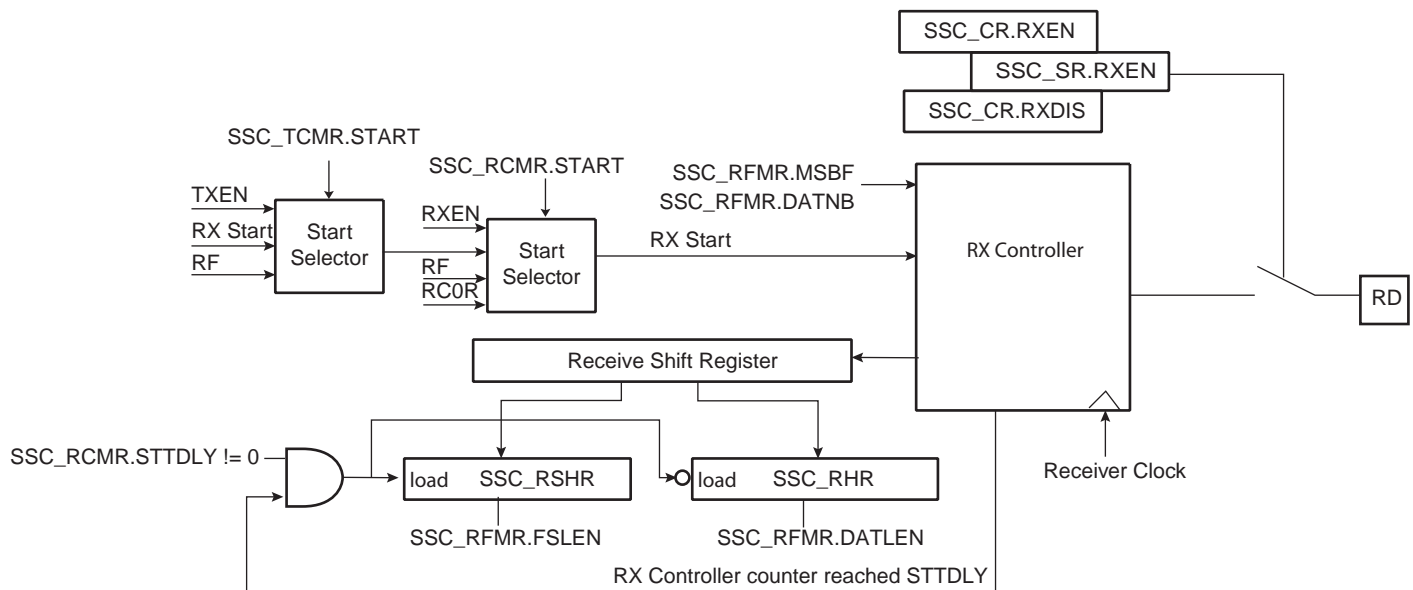 SSC_CR.RXEN
SSC_SR.RXEN
SSC_CR.RXDIS
SSC_TCMR.START
SSC_RCMR.START
SSC_RFMR.MSBF
SSC_RFMR.DATNB
TXEN
RX Start
RF
Start
Selector
RXEN
RF
RC0R
Start
Selector
RX Start
RX Controller
RD
Receive Shift Register
SSC_RCMR.STTDLY != 0
load SSC_RSHR
load SSC_RHR
Receiver Clock
SSC_RFMR.FSLEN
SSC_RFMR.DATLEN
RX Controller counter reached STTDLY